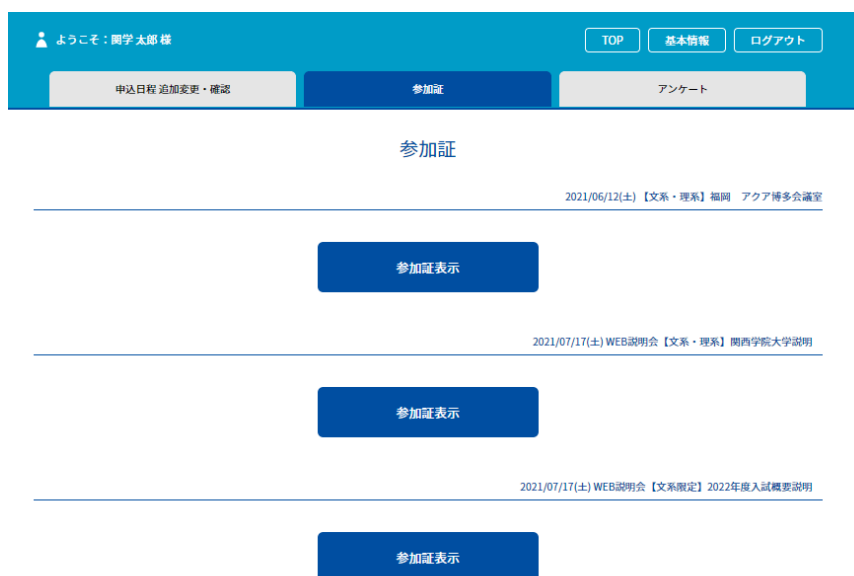 ようこそ：関学 太郎 様
TOP
基本情報
ログアウト
申込日程 追加変更・確認
参加証
アンケート
参加証
2021/06/12(土) 【文系・理系】福岡　アクア博多会議室
参加証表示
2021/07/17(土) WEB説明会【文系・理系】関西学院大学説明
参加証表示
2021/07/17(土) WEB説明会【文系限定】2022年度入試概要説明
参加証表示